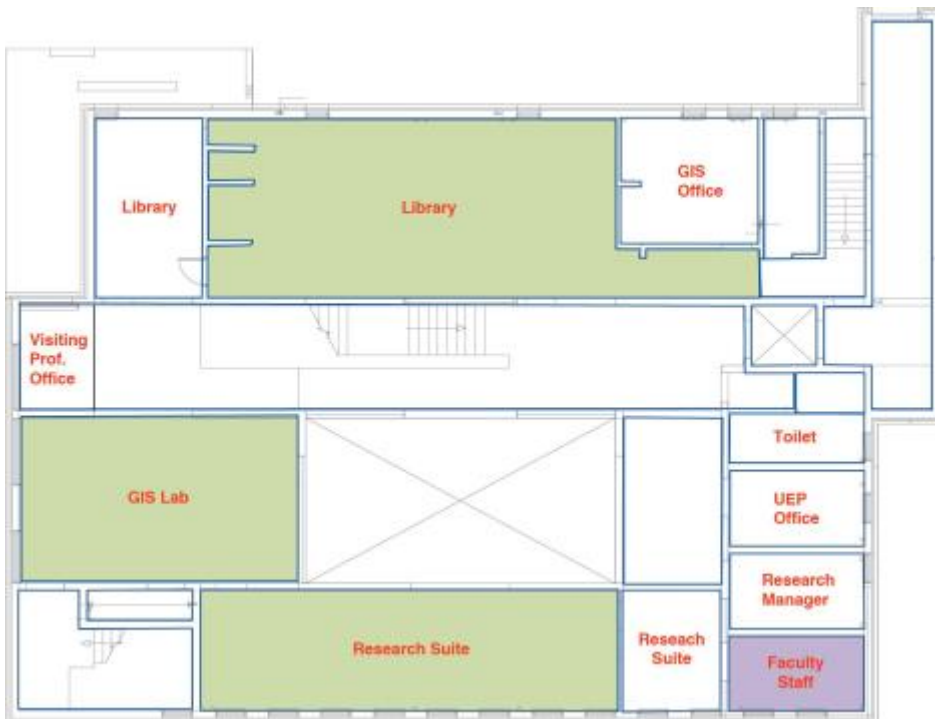 GIS
Office
Library
Library
Visiting
Prof.
Office
Toilet
GIS Lab
UEP
Office
Research
Manager
Research Suite
Reseach
Suite
Faculty
Staff